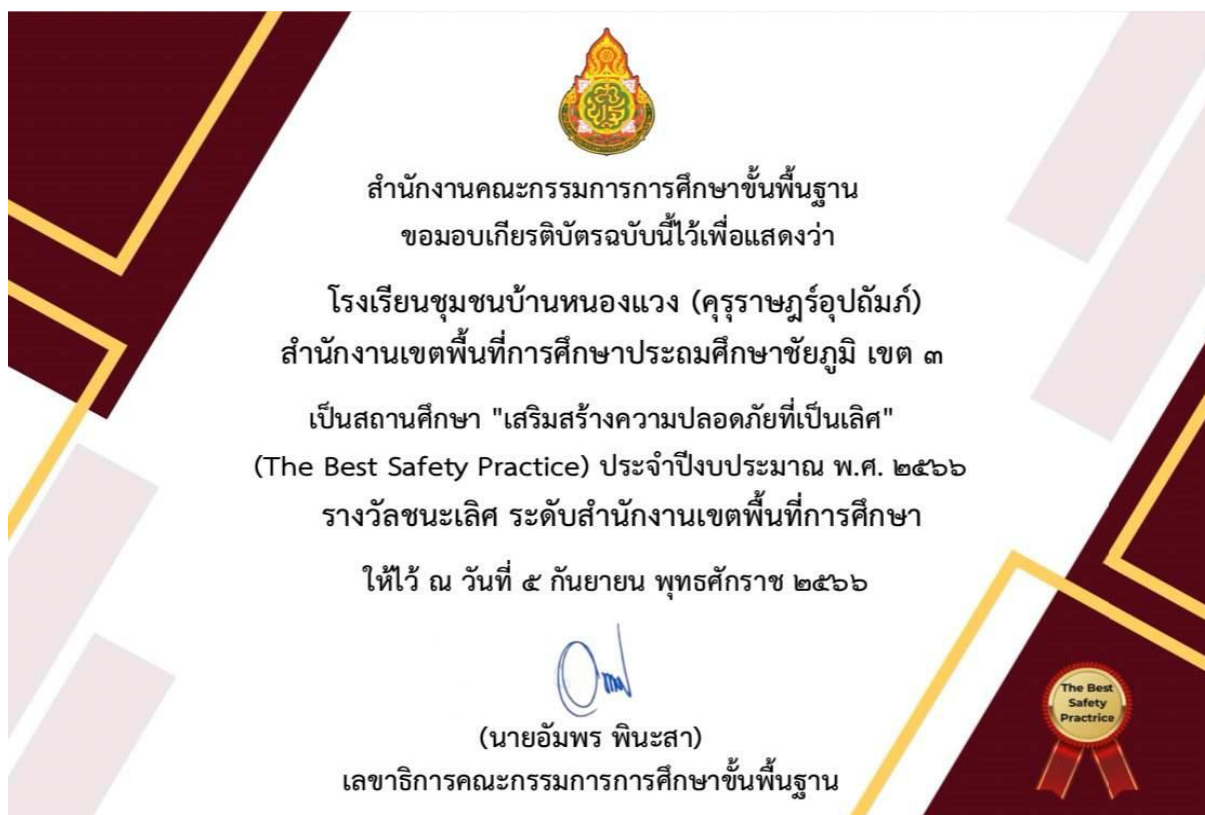 สำนักงานคณะกรรมการการศึกษาขั้นพื้นฐาน
ขอมอบเกียรติบัตรฉบับนี้ไว้เพื่อแสดงว่า
โรงเรียนชุมชนบ้านหนองแวง (คุรุราษฎร์อุปถัมภ์)
สำนักงานเขตพื้นที่การศึกษาประถมศึกษาชัยภูมิ เขต ๓
เป็นสถานศึกษา "เสริมสร้างความปลอดภัยที่เป็นเลิศ"
(The Best Safety Practice) ประจำปีงบประมาณ พ.ศ. ๒๕๖๖
รางวัลชนะเลิศ ระดับสำนักงานเขตพื้นที่การศึกษา
ให้ไว้ ณ วันที่ ๕ กันยายน พุทธศักราช ๒๕๖๖
(นายอัมพร พินะสา)
เลขาธิการคณะกรรมการการศึกษาขั้นพื้นฐาน
The Best
Safety
Practrice